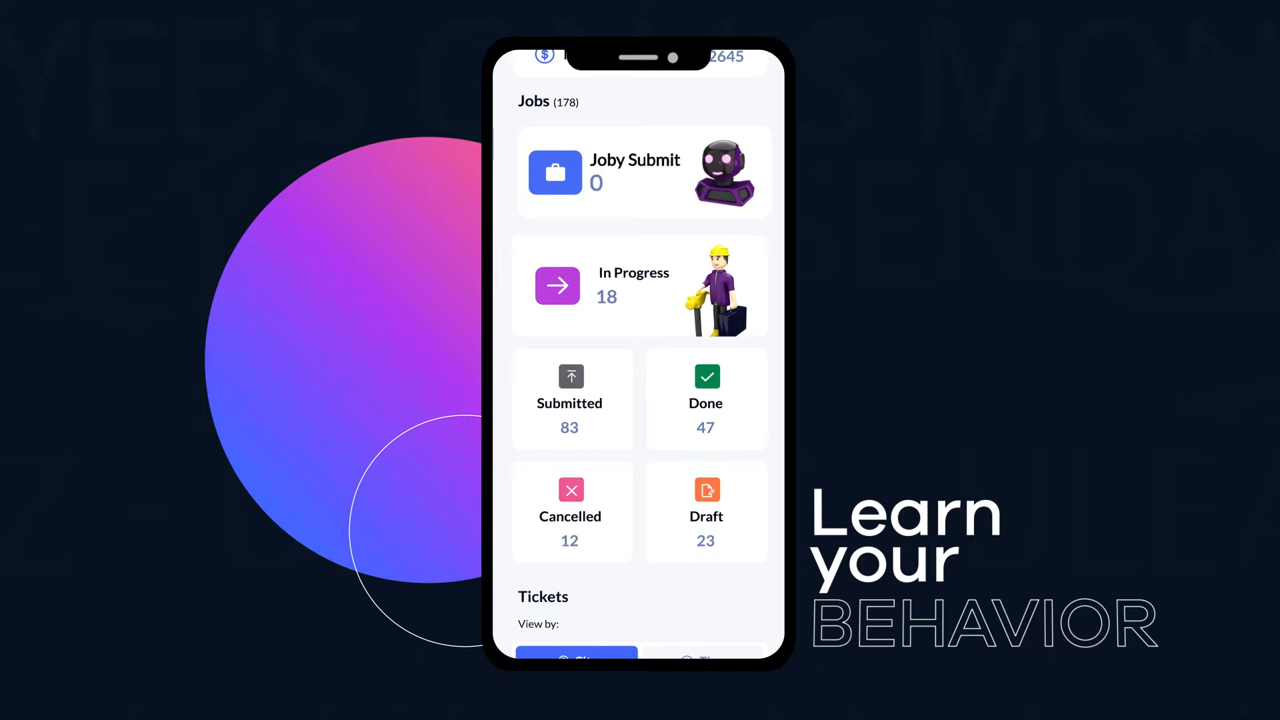 2645
Jobs (178)
Joby Submit
0
In Progress
18
Submitted
83
Done
47
Cancelled
12
Draft
23
Tickets
View by:
Learn
your
BEHAVIOR